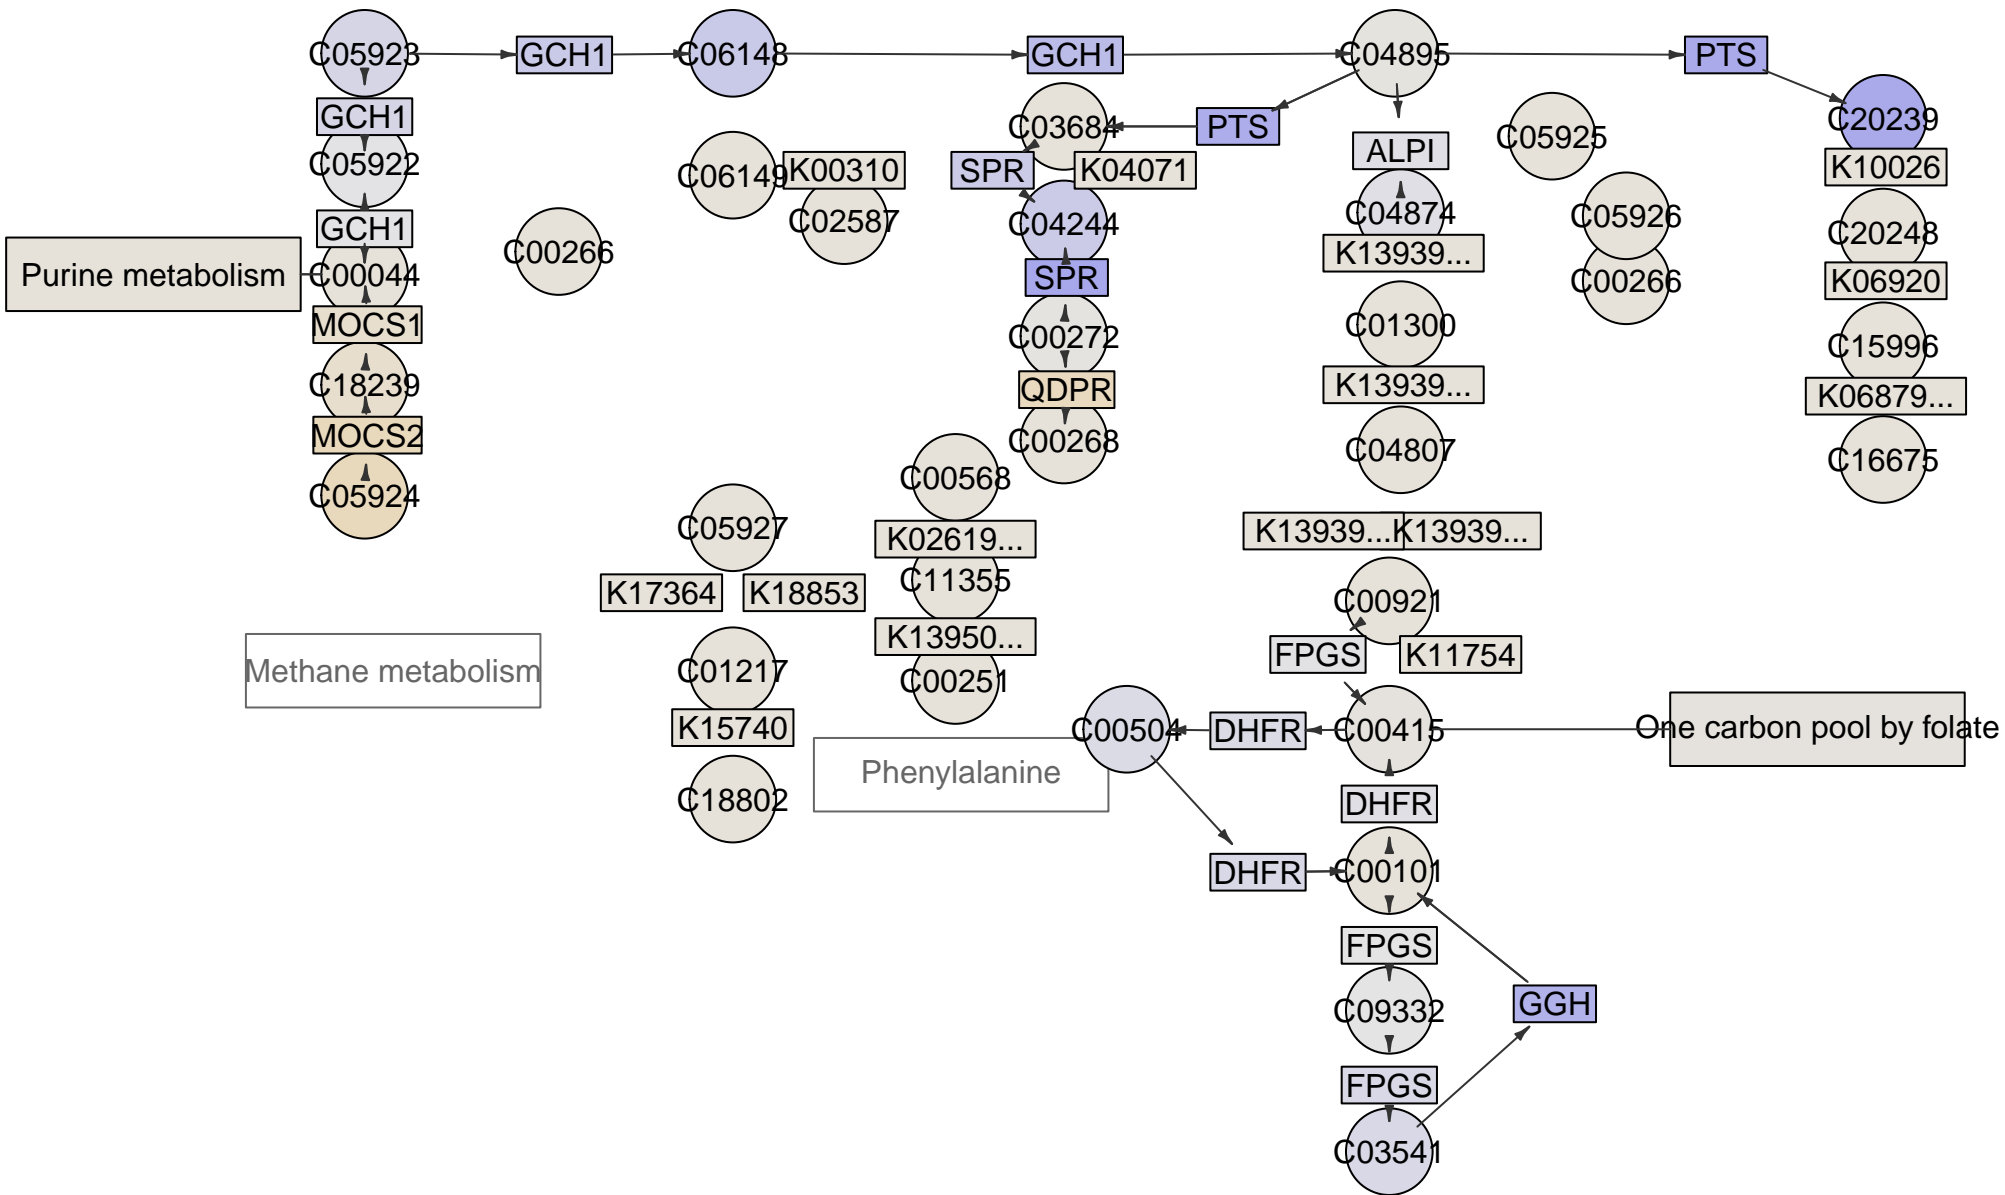 C05923
GCH1
C06148
GCH1
C04895
PTS
GCH1
C03684
PTS
C20239
C05925
ALPI
C05922
C06149
K00310
SPR
K04071
K10026
C02587
C04244
C04874
C05926
GCH1
C00266
K13939...
C20248
Purine metabolism
C00044
SPR
C00266
K06920
MOCS1
C00272
C01300
C15996
C18239
QDPR
K13939...
K06879...
MOCS2
C00268
C04807
C16675
C05924
C00568
C05927
K02619...
K13939...
K13939...
C11355
K17364
K18853
C00921
K13950...
FPGS
K11754
Methane metabolism
C01217
C00251
K15740
C00504
DHFR
C00415
One carbon pool by folate
Phenylalanine
C18802
DHFR
DHFR
C00101
FPGS
C09332
GGH
FPGS
C03541